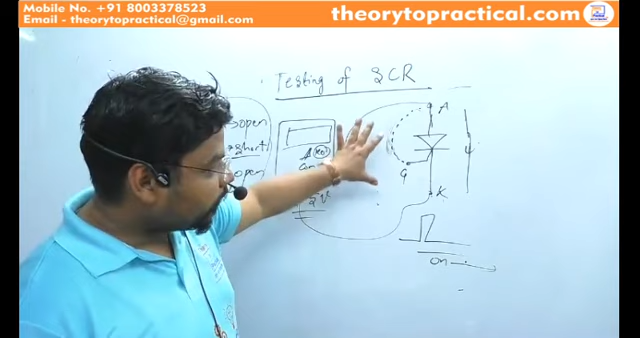 Mobile No. +91 8003378523
Email - theorytopractical@gmail.com
theorytopractical.com
Testing of SCR
open
short
open
A
G
K
on